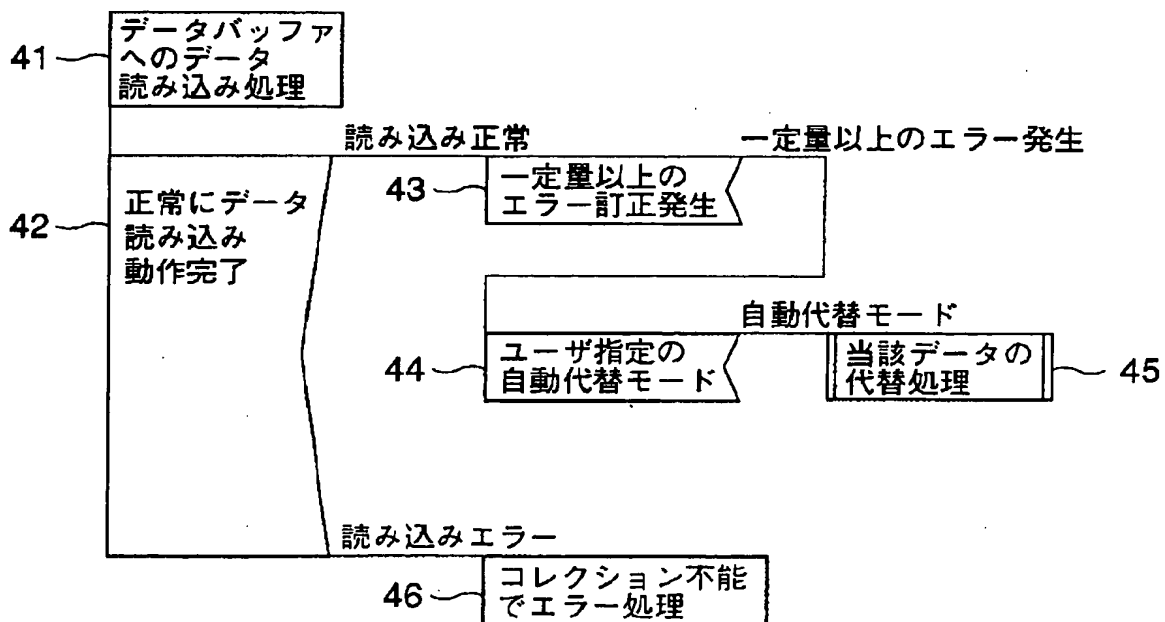 41
データバッファ
へのデータ
読み込み処理
読み込み正常
一定量以上のエラー発生
42
正常にデータ
読み込み
動作完了
43
一定量以上の
エラー訂正発生
自動代替モード
44
ユーザ指定の
自動代替モード
当該データの
代替処理
45
読み込みエラー
46
コレクション不能
でエラー処理